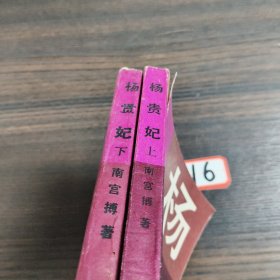 杨贵妃 下 南宫搏 著
杨贵妃 上 南宫搏 著
杨
16